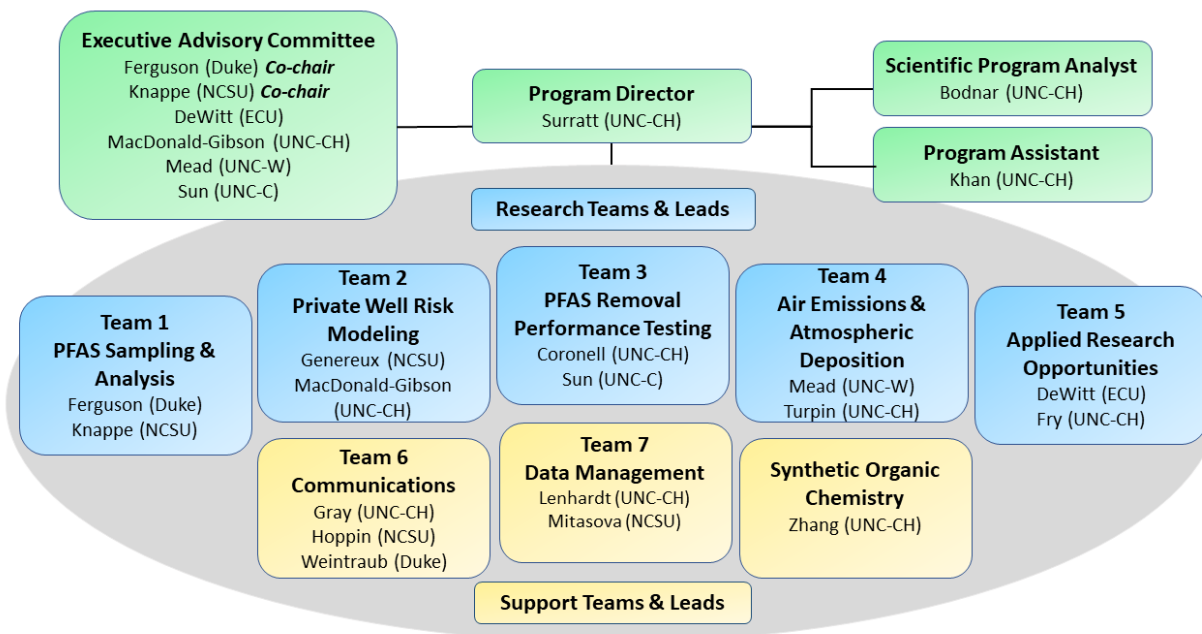 Executive Advisory Committee
Ferguson (Duke) Co-chair
Knappe (NCSU) Co-chair
DeWitt (ECU)
MacDonald-Gibson (UNC-CH)
Mead (UNC-W)
Sun (UNC-C)
Program Director
Surratt (UNC-CH)
Scientific Program Analyst
Bodnar (UNC-CH)
Program Assistant
Khan (UNC-CH)
Research Teams & Leads
Team 1
PFAS Sampling &
Analysis
Ferguson (Duke)
Knappe (NCSU)
Team 2
Private Well Risk
Modeling
Genereux (NCSU)
MacDonald-Gibson
(UNC-CH)
Team 3
PFAS Removal
Performance Testing
Coronell (UNC-CH)
Sun (UNC-C)
Team 4
Air Emissions &
Atmospheric
Deposition
Mead (UNC-W)
Turpin (UNC-CH)
Team 5
Applied Research
Opportunities
DeWitt (ECU)
Fry (UNC-CH)
Team 6
Communications
Gray (UNC-CH)
Hoppin (NCSU)
Weintraub (Duke)
Team 7
Data Management
Lenhardt (UNC-CH)
Mitasova (NCSU)
Synthetic Organic
Chemistry
Zhang (UNC-CH)
Support Teams & Leads